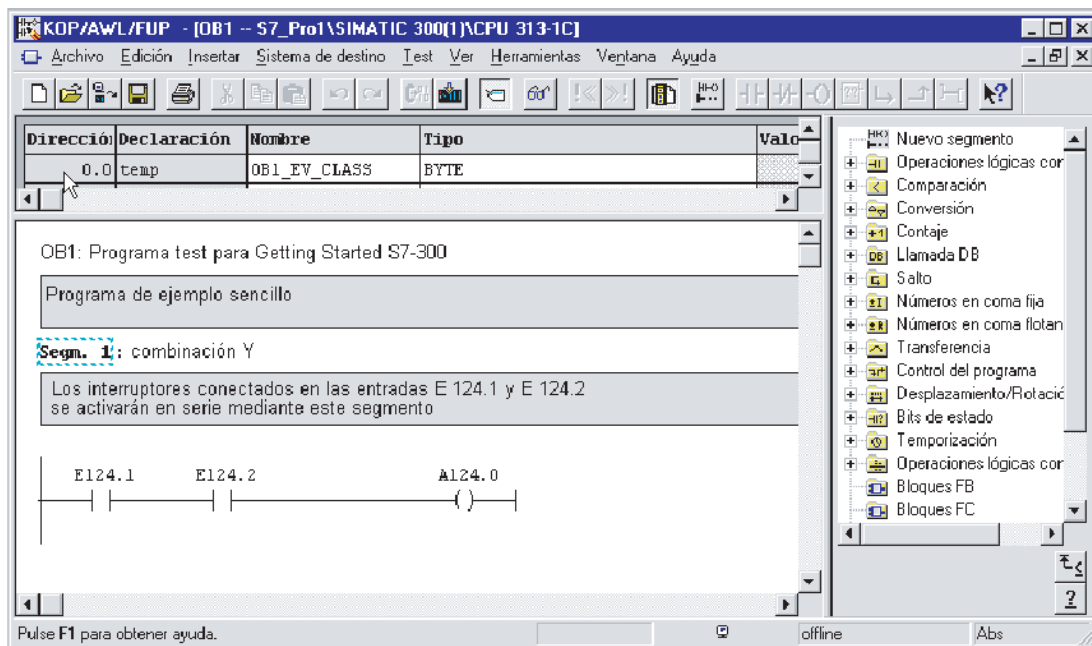 KOP/AWL/FUP - [OB1 -- S7_Pro1\SIMATIC 300(1)\CPU 313-1C]
Archivo Edición Insertar Sistema de destino Test Ver Herramientas Ventana Ayuda
Dirección Declaración Nombre Tipo Valo
0.0 temp OB1_EV_CLASS BYTE
OB1: Programa test para Getting Started S7-300
Programa de ejemplo sencillo
Segm. 1: combinación Y
Los interruptores conectados en las entradas E 124.1 y E 124.2
se activarán en serie mediante este segmento
E124.1 E124.2 A124.0
Nuevo segmento
Operaciones lógicas con
Comparación
Conversión
Contaje
Llamada DB
Salto
Números en coma fija
Números en coma flotan
Transferencia
Control del programa
Desplazamiento/Rotació
Bits de estado
Temporización
Operaciones lógicas con
Bloques FB
Bloques FC
Pulse F1 para obtener ayuda.
offline Abs